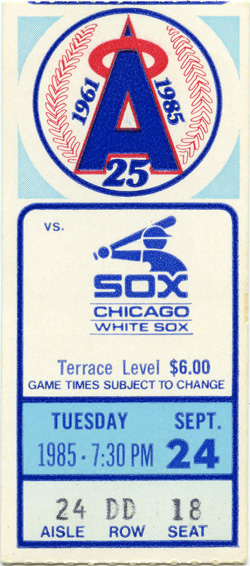 1961 1985
A
25
VS.
SOX
CHICAGO
WHITE SOX
Terrace Level $6.00
GAME TIMES SUBJECT TO CHANGE
TUESDAY SEPT.
1985 · 7:30 PM 24
24 DD 18
AISLE ROW SEAT